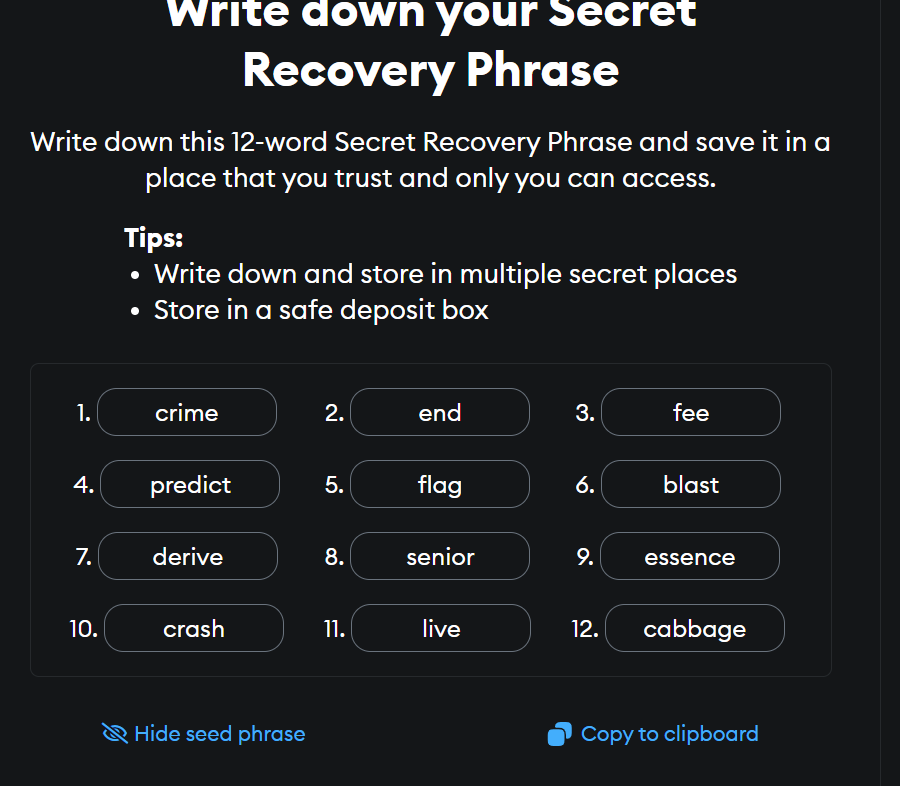 Write down your Secret
Recovery Phrase
Write down this 12-word Secret Recovery Phrase and save it in a
place that you trust and only you can access.
Tips:
• Write down and store in multiple secret places
• Store in a safe deposit box
1. crime 2. end 3. fee
4. predict 5. flag 6. blast
7. derive 8. senior 9. essence
10. crash 11. live 12. cabbage
Hide seed phrase Copy to clipboard